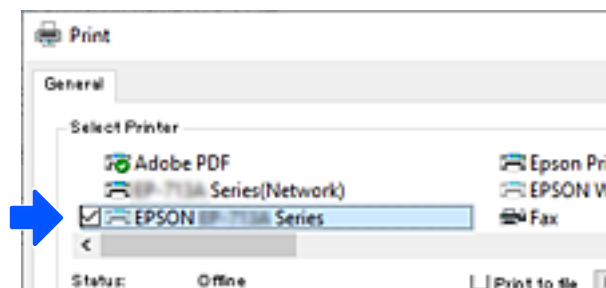 Print
General
Select Printer
Adobe PDF
Epson Pri
Series(Network)
EPSON W
EPSON Series
Fax
Status: Offline
Print to file